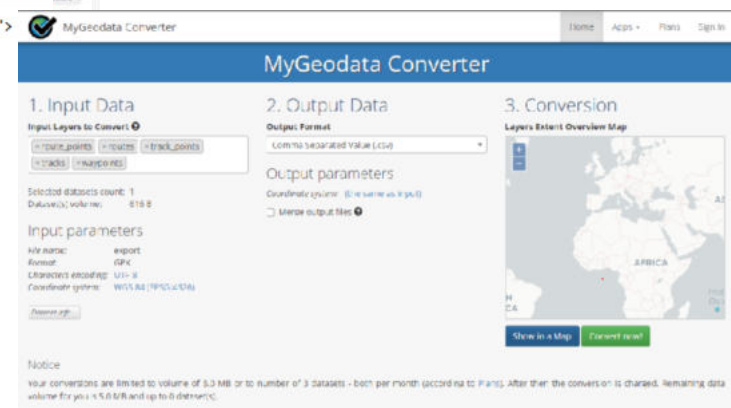 ">
MyGeodata Converter
Home Apps Plans Sign In
MyGeodata Converter
1. Input Data
Input Layers to Convert
× route_points × routes × track_points
× tracks × waypoints
Selected datasets count: 1
Dataset(s) volume: 616 B
Input parameters
File name: export
Format: GPX
Characters encoding: UTF-8
Coordinate system: WGS 84 (EPSG:4326)
2. Output Data
Output Format
Comma Separated Value (.csv)
Output parameters
Coordinate system: (the same as input)
Merge output files
3. Conversion
Layers Extent Overview Map
+
−
AFRICA
Show in a Map Convert now!
Notice
Your conversions are limited to volume of 5.0 MB or to number of 3 datasets - both per month (according to Plans). After then the conversion is charged. Remaining data
volume for you is 5.0 MB and up to 0 dataset(s).